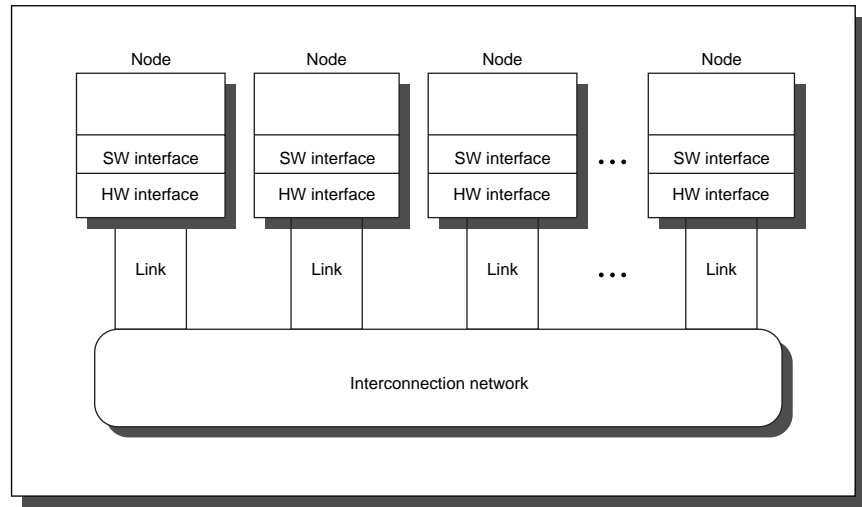 Node Node Node Node
SW interface SW interface SW interface ... SW interface
HW interface HW interface HW interface HW interface
Link Link Link ... Link
Interconnection network